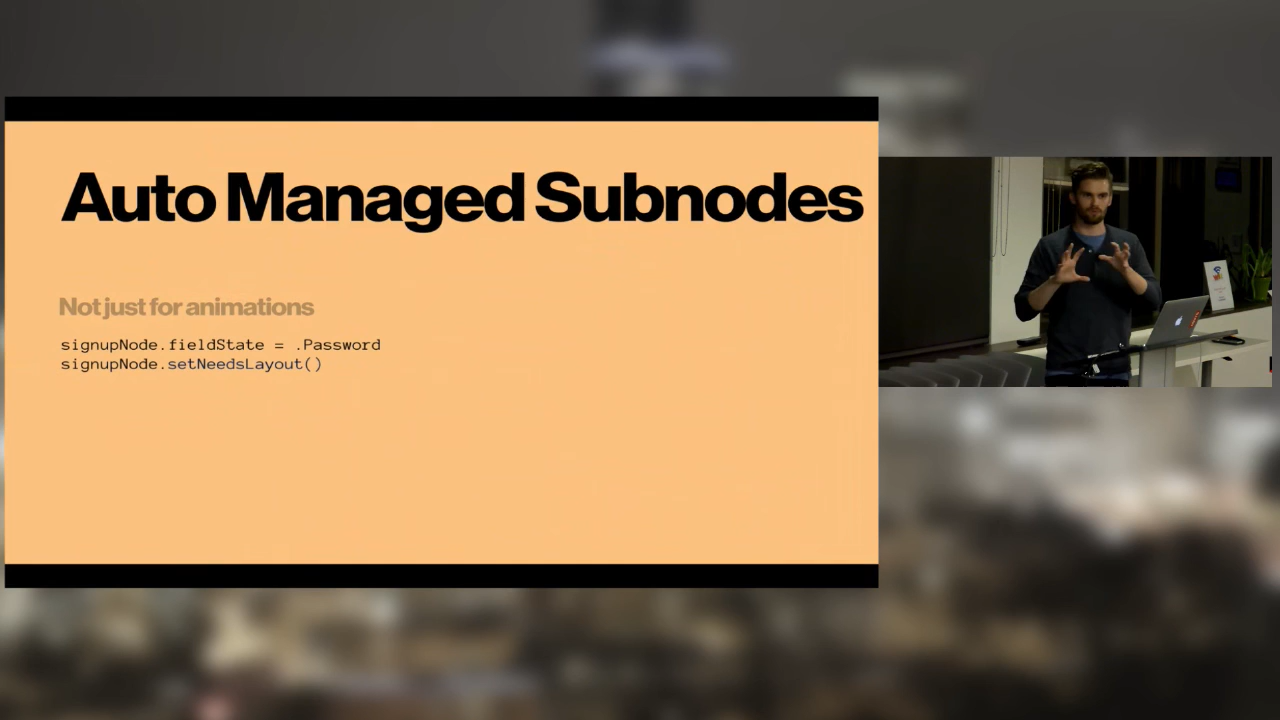 Auto Managed Subnodes
Not just for animations
signupNode.fieldState = .Password
signupNode.setNeedsLayout()